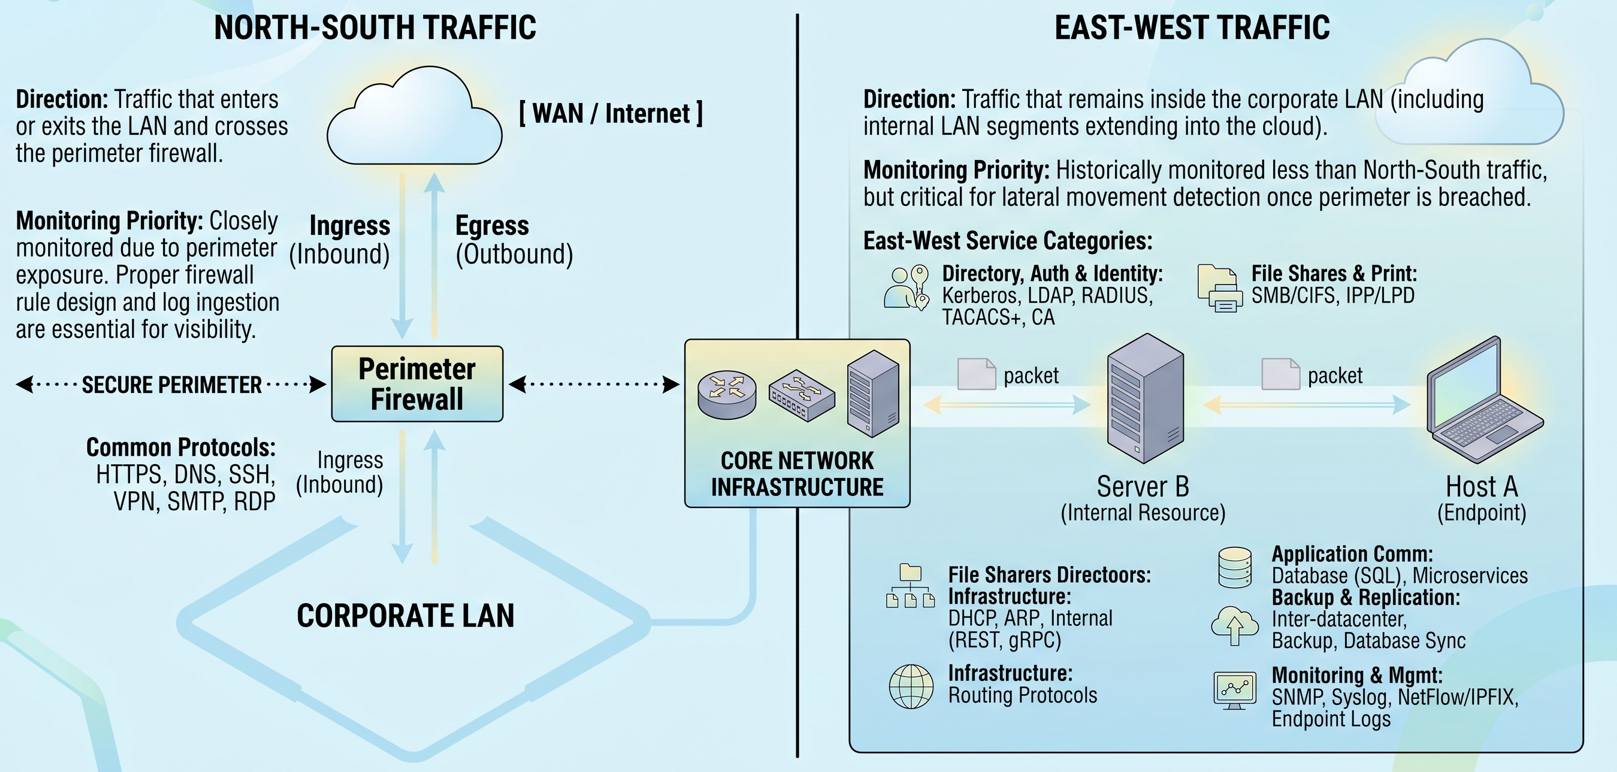 NORTH-SOUTH TRAFFIC
Direction: Traffic that enters
or exits the LAN and crosses
the perimeter firewall.
[ WAN / Internet ]
Monitoring Priority: Closely
monitored due to perimeter
exposure. Proper firewall
rule design and log ingestion
are essential for visibility.
Ingress
(Inbound)
Egress
(Outbound)
SECURE PERIMETER
Perimeter
Firewall
Common Protocols:
HTTPS, DNS, SSH,
VPN, SMTP, RDP
Ingress
(Inbound)
CORPORATE LAN
CORE NETWORK
INFRASTRUCTURE
EAST-WEST TRAFFIC
Direction: Traffic that remains inside the corporate LAN (including
internal LAN segments extending into the cloud).
Monitoring Priority: Historically monitored less than North-South traffic,
but critical for lateral movement detection once perimeter is breached.
East-West Service Categories:
Directory, Auth & Identity:
Kerberos, LDAP, RADIUS,
TACACS+, CA
File Shares & Print:
SMB/CIFS, IPP/LPD
packet
packet
Server B
(Internal Resource)
Host A
(Endpoint)
File Sharers Directoors:
Infrastructure:
DHCP, ARP, Internal
(REST, gRPC)
Infrastructure:
Routing Protocols
Application Comm:
Database (SQL), Microservices
Backup & Replication:
Inter-datacenter,
Backup, Database Sync
Monitoring & Mgmt:
SNMP, Syslog, NetFlow/IPFIX,
Endpoint Logs